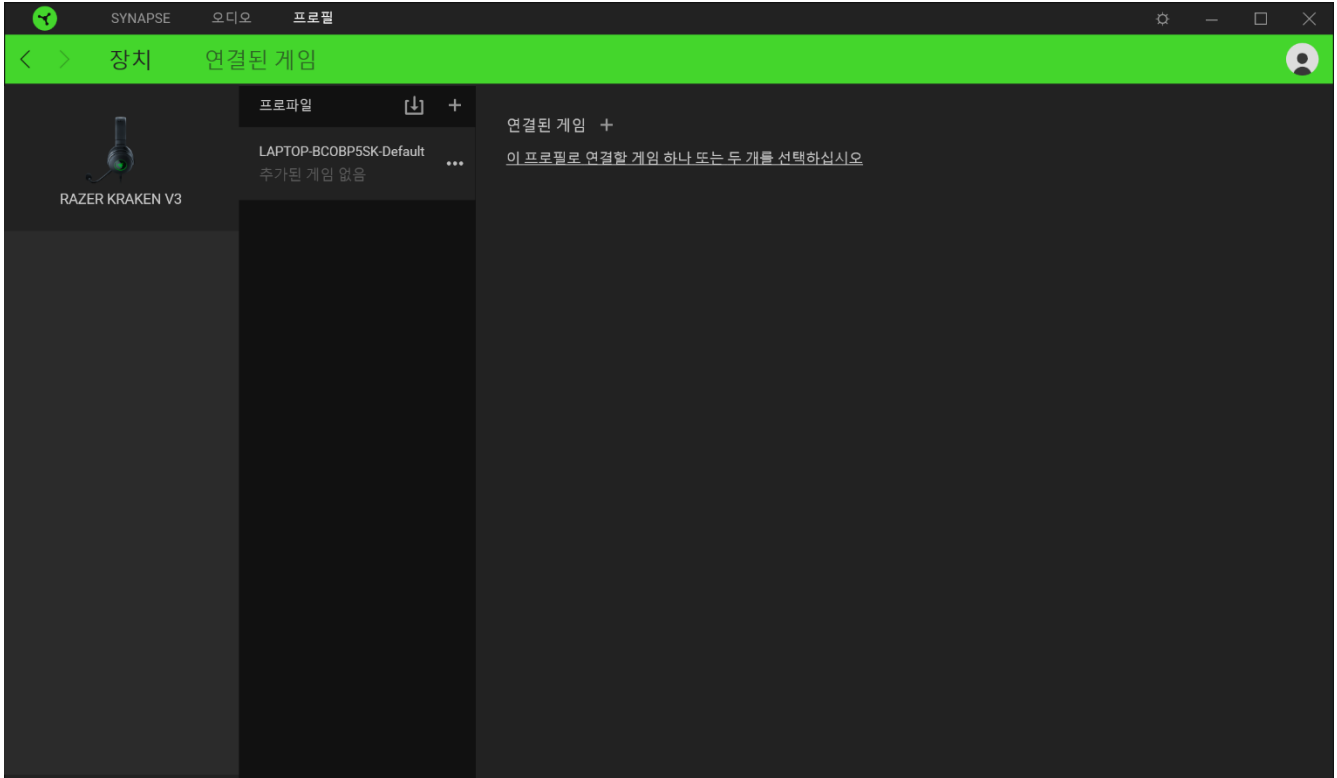 SYNAPSE 오디오 프로필
장치 연결된 게임
RAZER KRAKEN V3
프로파일
LAPTOP-BCOBP5SK-Default
추가된 게임 없음
연결된 게임
이 프로필로 연결할 게임 하나 또는 두 개를 선택하십시오